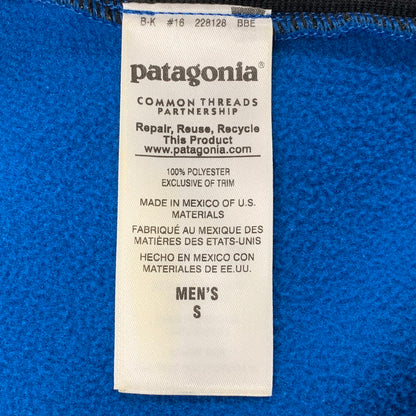 B-K #16 228128 BBE
patagonia®
COMMON THREADS
PARTNERSHIP
Repair, Reuse, Recycle
This Product
www.patagonia.com
100% POLYESTER
EXCLUSIVE OF TRIM
MADE IN MEXICO OF U.S.
MATERIALS
FABRIQUÉ AU MEXIQUE DES
MATIÈRES DES ETATS-UNIS
HECHO EN MÉXICO CON
MATERIALES DE EE.UU.
MEN'S
S